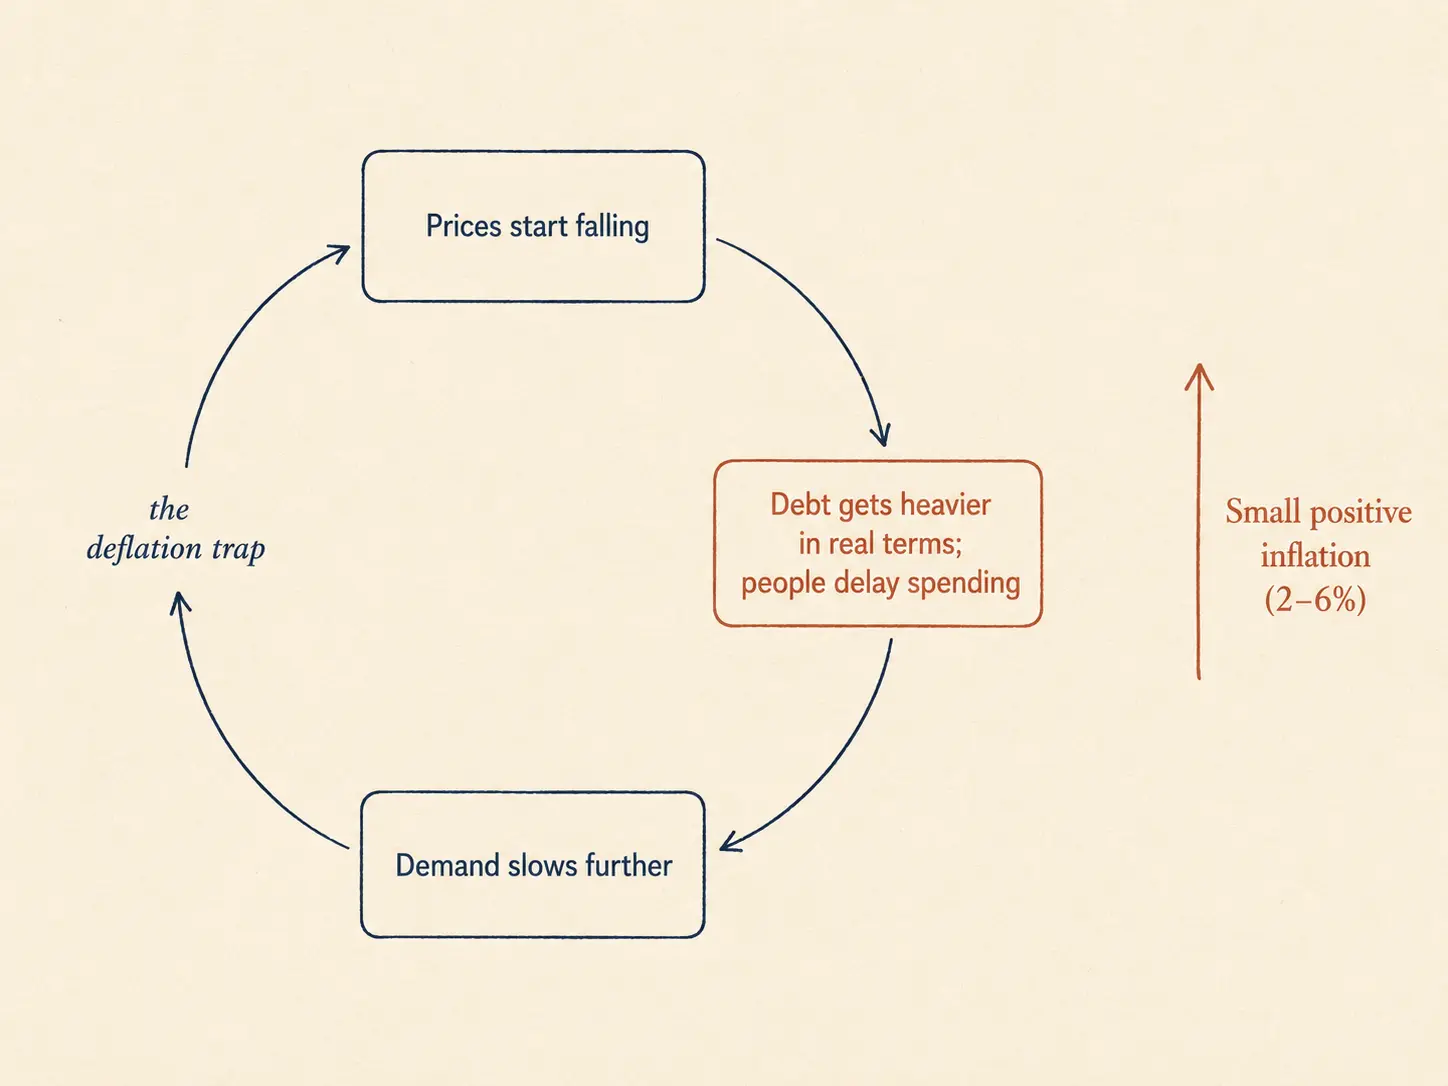 Prices start falling
the
deflation trap
Debt gets heavier
in real terms;
people delay spending
Small positive
inflation
(2–6%)
Demand slows further